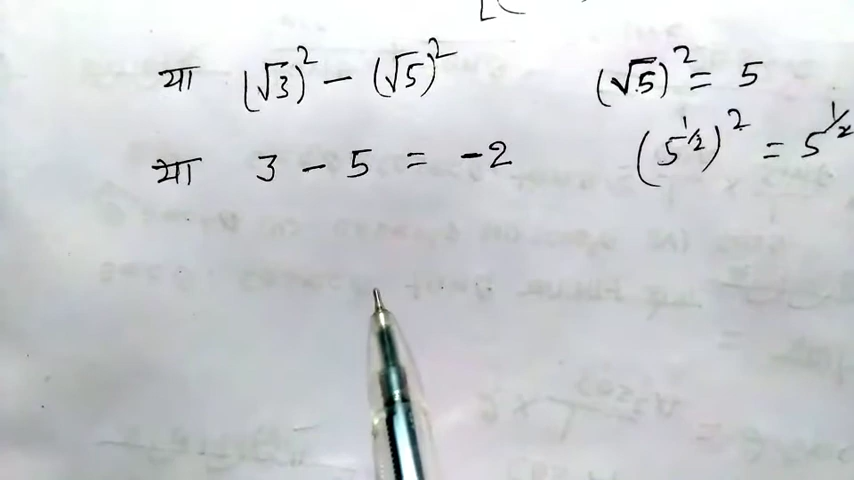 या (√3)² − (√5)² (√5)² = 5
या 3 − 5 = −2 (5^1/2)² = 5^1/2